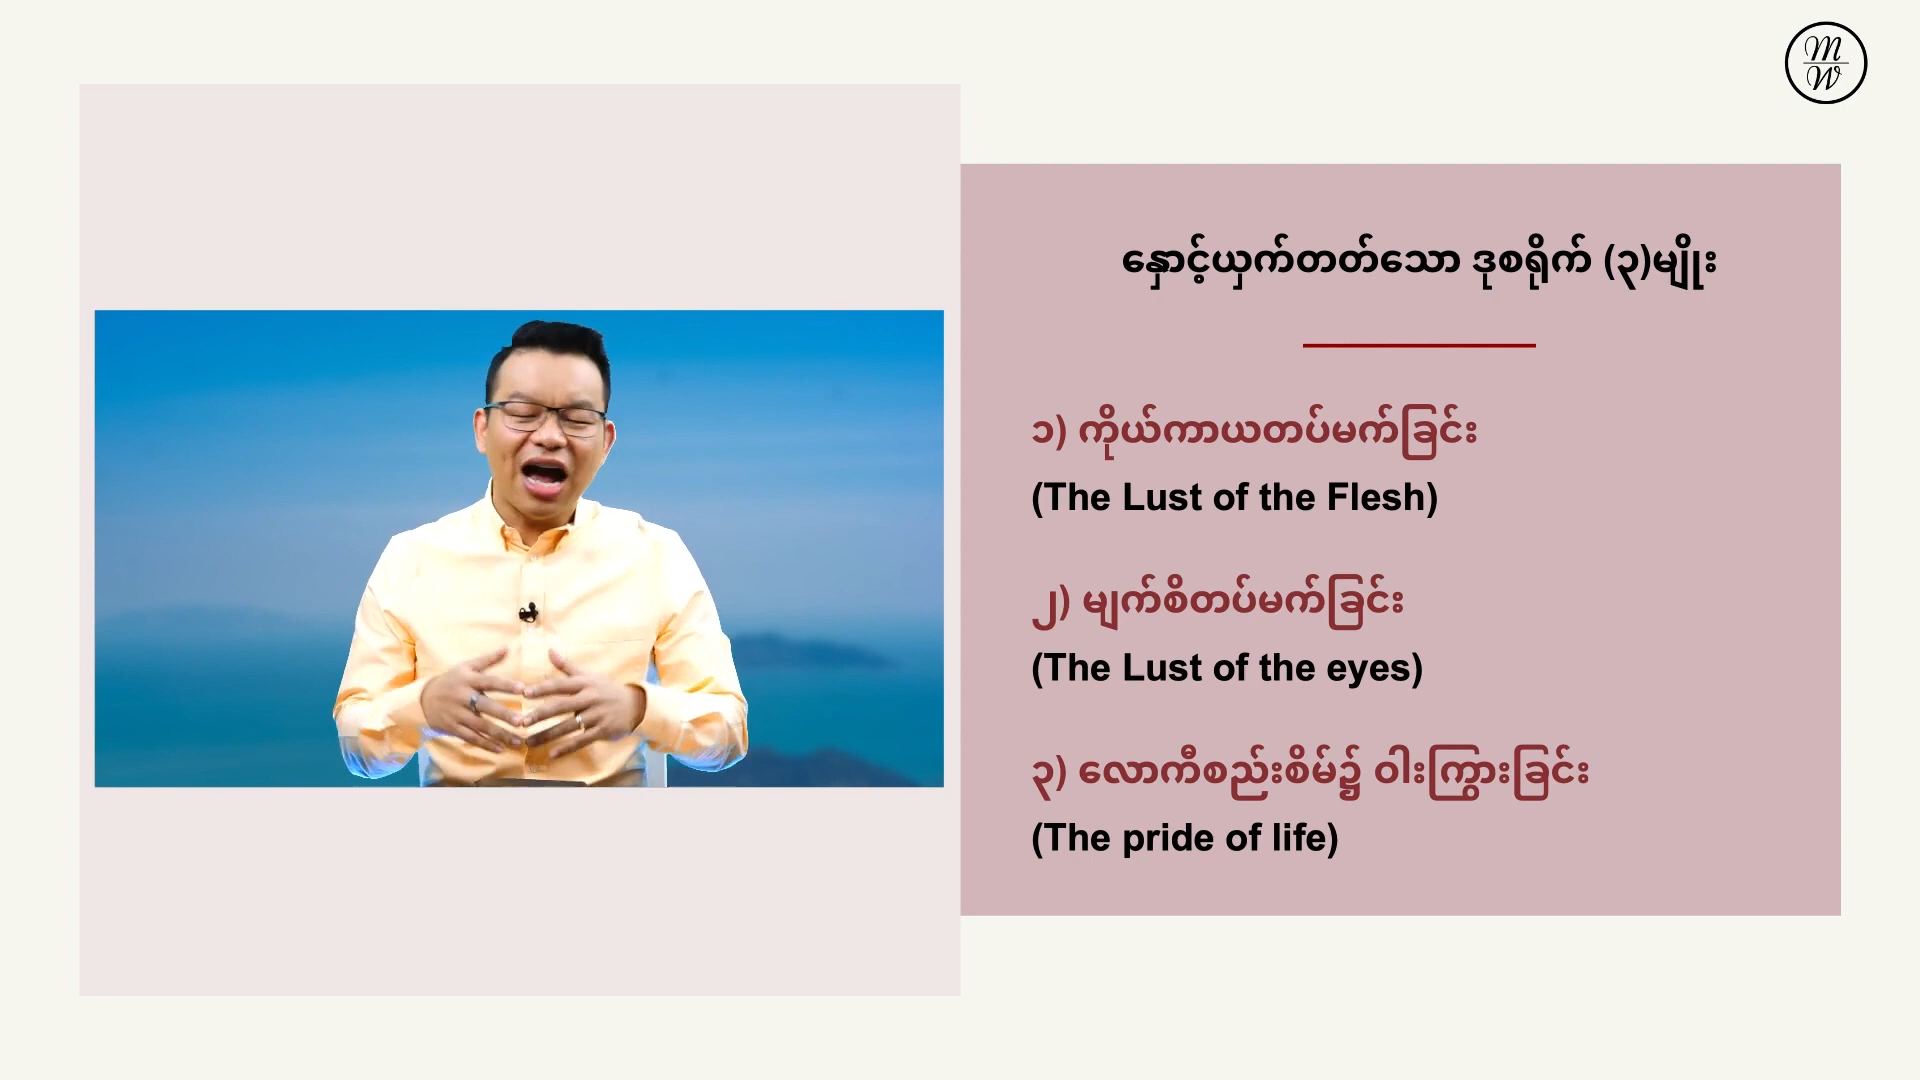 M
W
နှောင့်ယှက်တတ်သော ဒုစရိုက် (၃)မျိုး
၁) ကိုယ်ကာယတပ်မက်ခြင်း
(The Lust of the Flesh)
၂) မျက်စိတပ်မက်ခြင်း
(The Lust of the eyes)
၃) လောကီစည်းစိမ်၌ ဝါးကြွားခြင်း
(The pride of life)